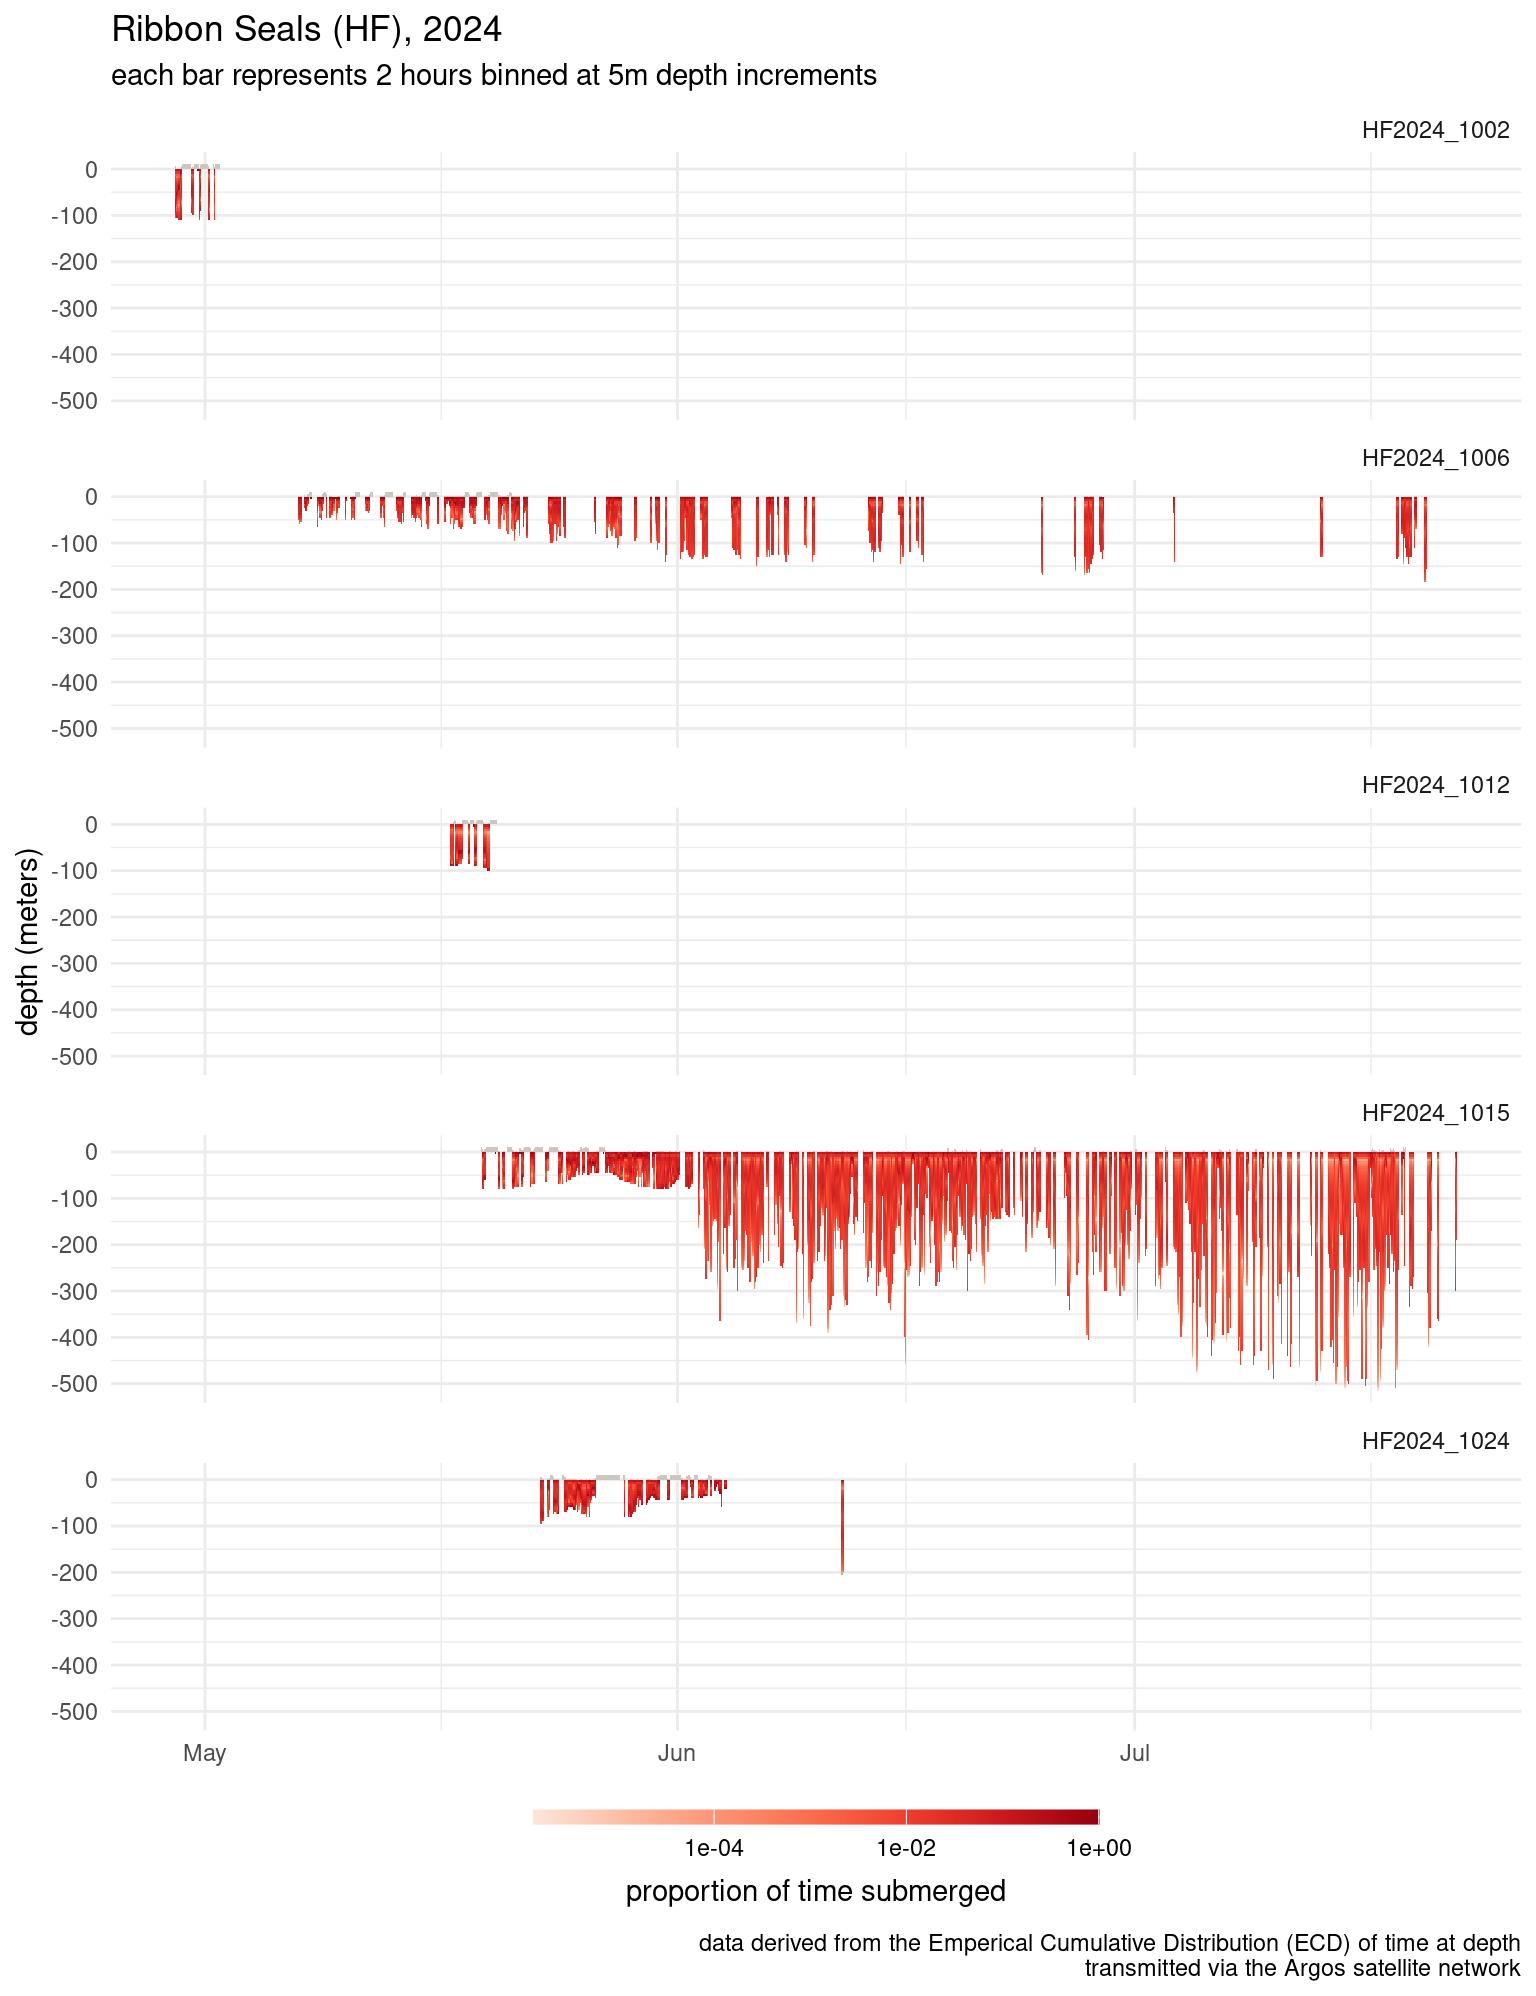 Ribbon Seals (HF), 2024
each bar represents 2 hours binned at 5m depth increments
HF2024_1002
0
-100
-200
-300
-400
-500
HF2024_1006
0
-100
-200
-300
-400
-500
HF2024_1012
0
-100
-200
-300
-400
-500
depth (meters)
HF2024_1015
0
-100
-200
-300
-400
-500
HF2024_1024
0
-100
-200
-300
-400
-500
May Jun Jul
1e-04 1e-02 1e+00
proportion of time submerged
data derived from the Emperical Cumulative Distribution (ECD) of time at depth
transmitted via the Argos satellite network